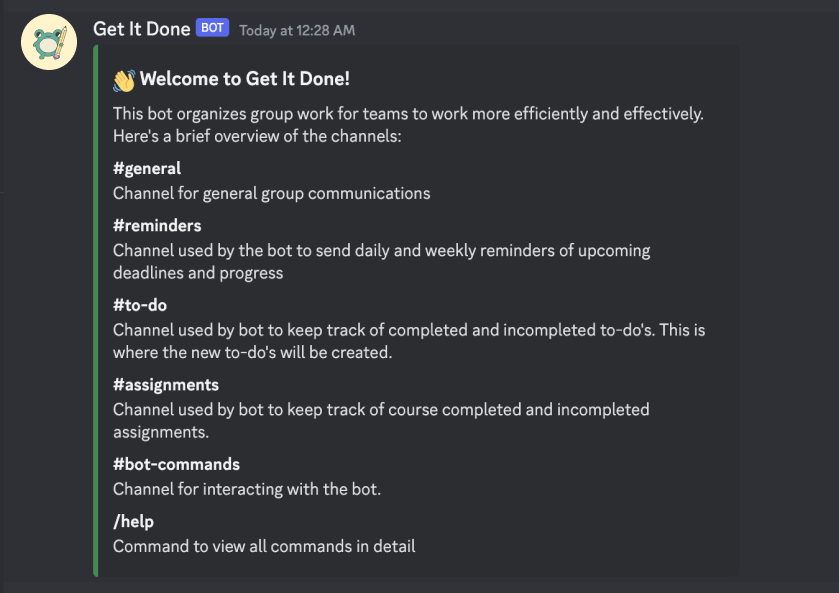 Get It Done BOT Today at 12:28 AM
👋 Welcome to Get It Done!
This bot organizes group work for teams to work more efficiently and effectively.
Here's a brief overview of the channels:
#general
Channel for general group communications
#reminders
Channel used by the bot to send daily and weekly reminders of upcoming
deadlines and progress
#to-do
Channel used by bot to keep track of completed and incompleted to-do's. This is
where the new to-do's will be created.
#assignments
Channel used by bot to keep track of course completed and incompleted
assignments.
#bot-commands
Channel for interacting with the bot.
/help
Command to view all commands in detail